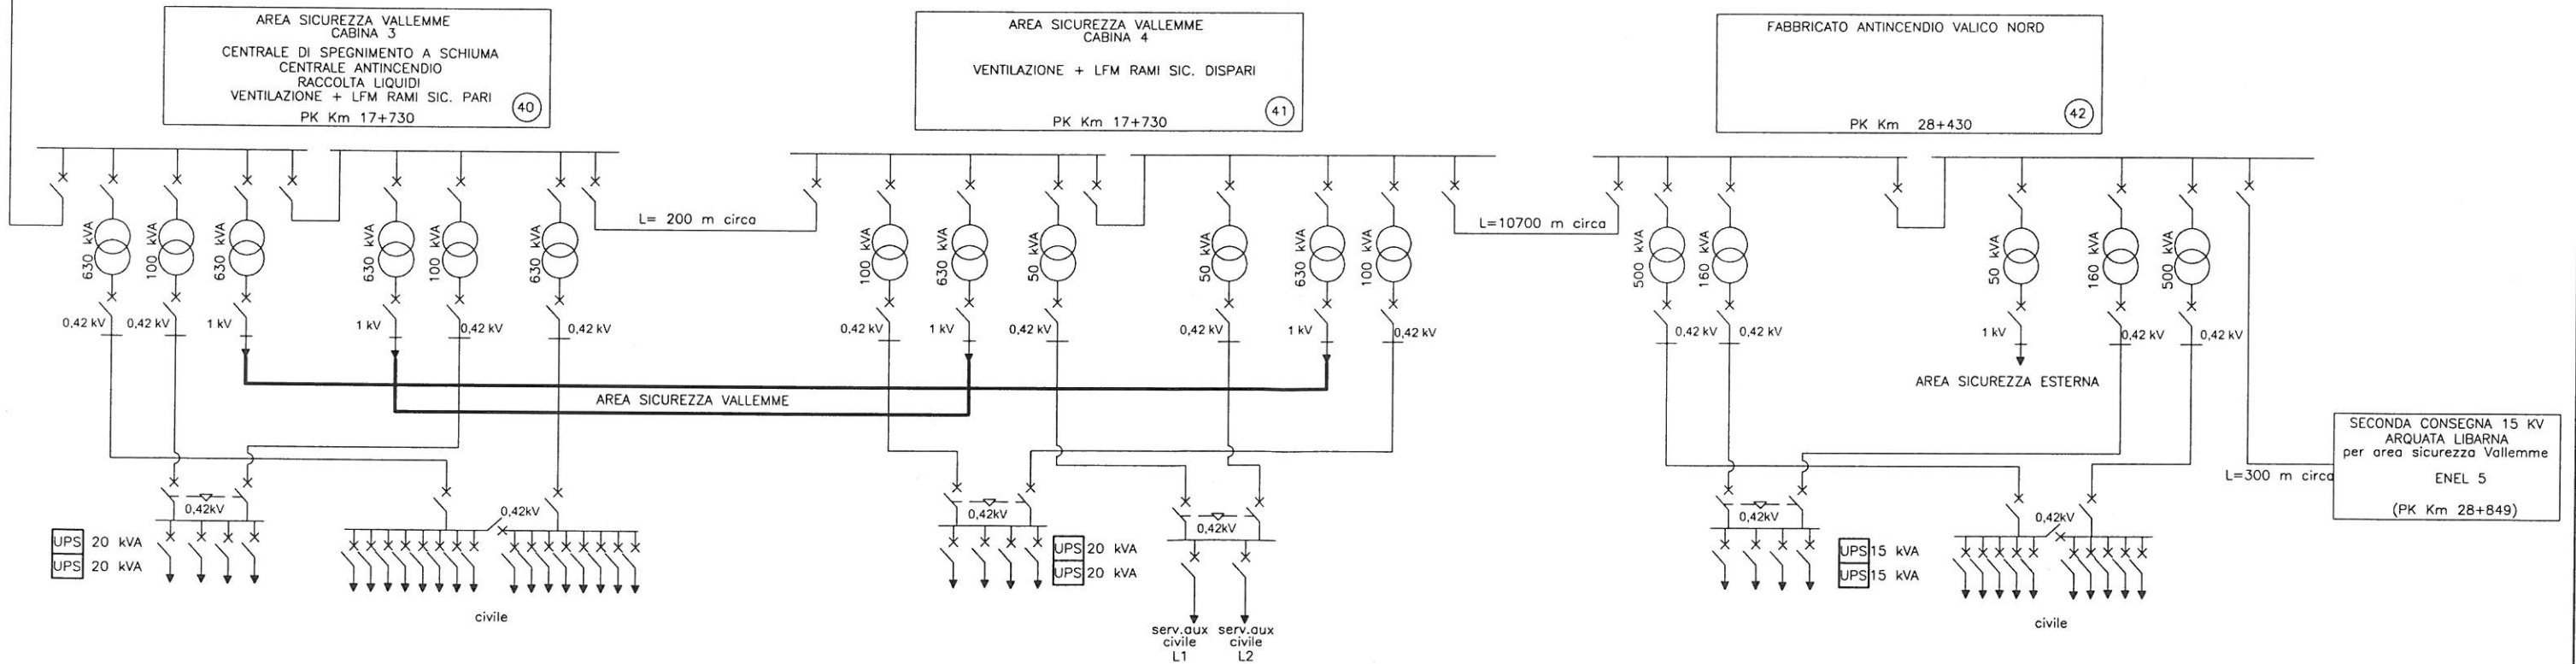 AREA SICUREZZA VALLEMME
CABINA 3
CENTRALE DI SPEGNIMENTO A SCHIUMA
CENTRALE ANTINCENDIO
RACCOLTA LIQUIDI
VENTILAZIONE + LFM RAMI SIC. PARI
40
PK Km 17+730
AREA SICUREZZA VALLEMME
CABINA 4
VENTILAZIONE + LFM RAMI SIC. DISPARI
41
PK Km 17+730
FABBRICATO ANTINCENDIO VALICO NORD
42
PK Km 28+430
L= 200 m circa
L=10700 m circa
630 kVA
100 kVA
630 kVA
630 kVA
100 kVA
630 kVA
100 kVA
630 kVA
50 kVA
50 kVA
630 kVA
100 kVA
500 kVA
160 kVA
50 kVA
160 kVA
500 kVA
0,42 kV
0,42 kV
1 kV
1 kV
0,42 kV
0,42 kV
0,42 kV
1 kV
0,42 kV
0,42 kV
1 kV
0,42 kV
0,42 kV
0,42 kV
1 kV
0,42 kV
0,42 kV
AREA SICUREZZA VALLEMME
AREA SICUREZZA ESTERNA
SECONDA CONSEGNA 15 KV
ARQUATA LIBARNA
per area sicurezza Vallemme
ENEL 5
(PK Km 28+849)
L=300 m circa
0,42kV
0,42kV
0,42kV
0,42kV
0,42kV
0,42kV
UPS 20 kVA
UPS 20 kVA
UPS 20 kVA
UPS 20 kVA
UPS 15 kVA
UPS 15 kVA
civile
serv.aux
civile
L1
serv.aux
civile
L2
civile